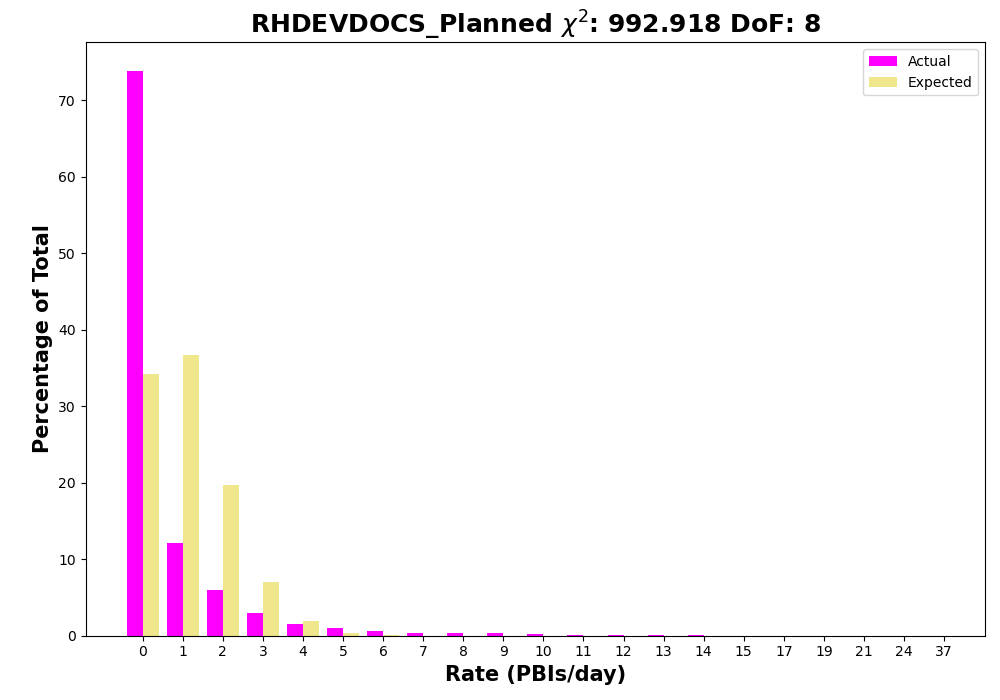 RHDEVDOCS_Planned χ²: 992.918 DoF: 8
Actual
Expected
Percentage of Total
70
60
50
40
30
20
10
0
0 1 2 3 4 5 6 7 8 9 10 11 12 13 14 15 17 19 21 24 37
Rate (PBIs/day)